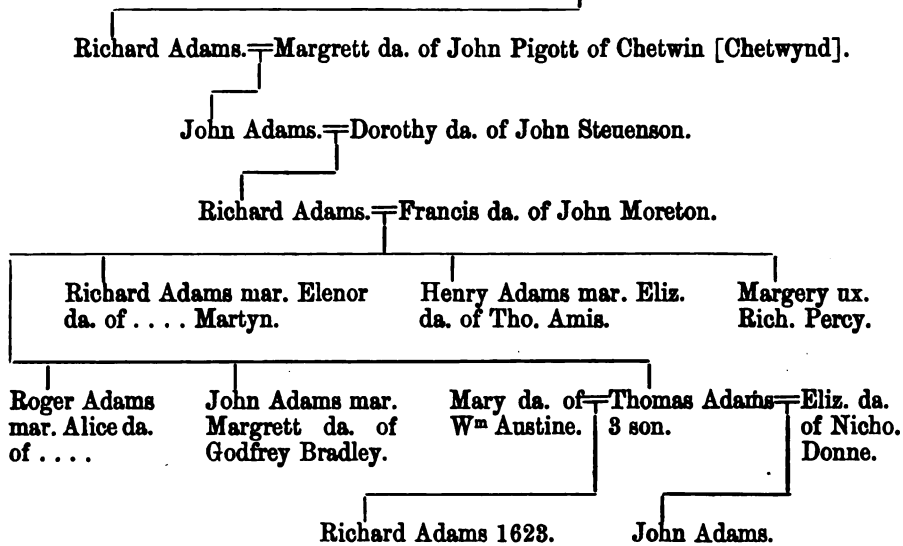 Richard Adams.=Margrett da. of John Pigott of Chetwin [Chetwynd].
John Adams.=Dorothy da. of John Steuenson.
Richard Adams.=Francis da. of John Moreton.
Richard Adams mar. Elenor
da. of .... Martyn.
Henry Adams mar. Eliz.
da. of Tho. Amis.
Margery ux.
Rich. Percy.
Roger Adams
mar. Alice da.
of ....
John Adams mar.
Margrett da. of
Godfrey Bradley.
Mary da. of=Thomas Adams=Eliz. da.
Wm Austine. 3 son. of Nicho.
Donne.
Richard Adams 1623.
John Adams.